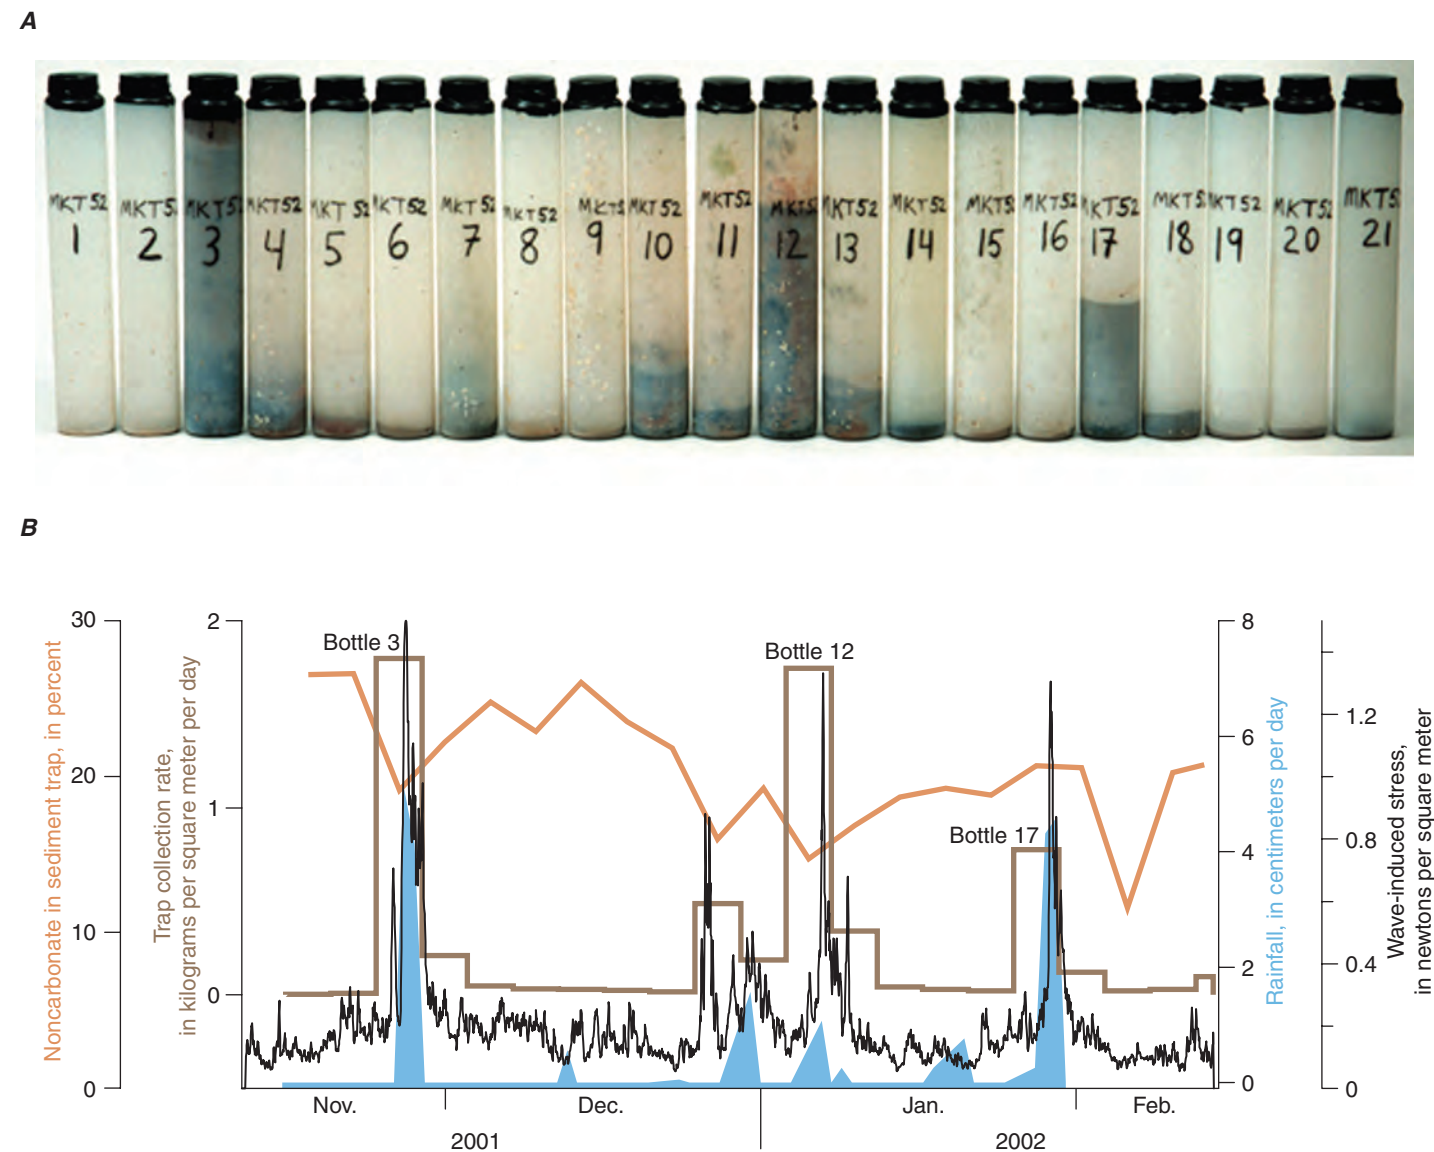 A
MKT52 MKT5 MKT5 MKT52 MKT52 MKT52 MKT52 MKT52 MKT5 MKT52 MKT52 MKT52 MKT52 MKT52 MKT52 MKT52 MKT52 MKT52 MKT52 MKT52 MKT5
1 2 3 4 5 6 7 8 9 10 11 12 13 14 15 16 17 18 19 20 21
B
Noncarbonate in sediment trap, in percent
30
20
10
0
Trap collection rate,
in kilograms per square meter per day
2
1
0
Bottle 3
Bottle 12
Bottle 17
8
6
4
2
0
Rainfall, in centimeters per day
1.2
0.8
0.4
0
Wave-induced stress,
in newtons per square meter
Nov. Dec. Jan. Feb.
2001 2002